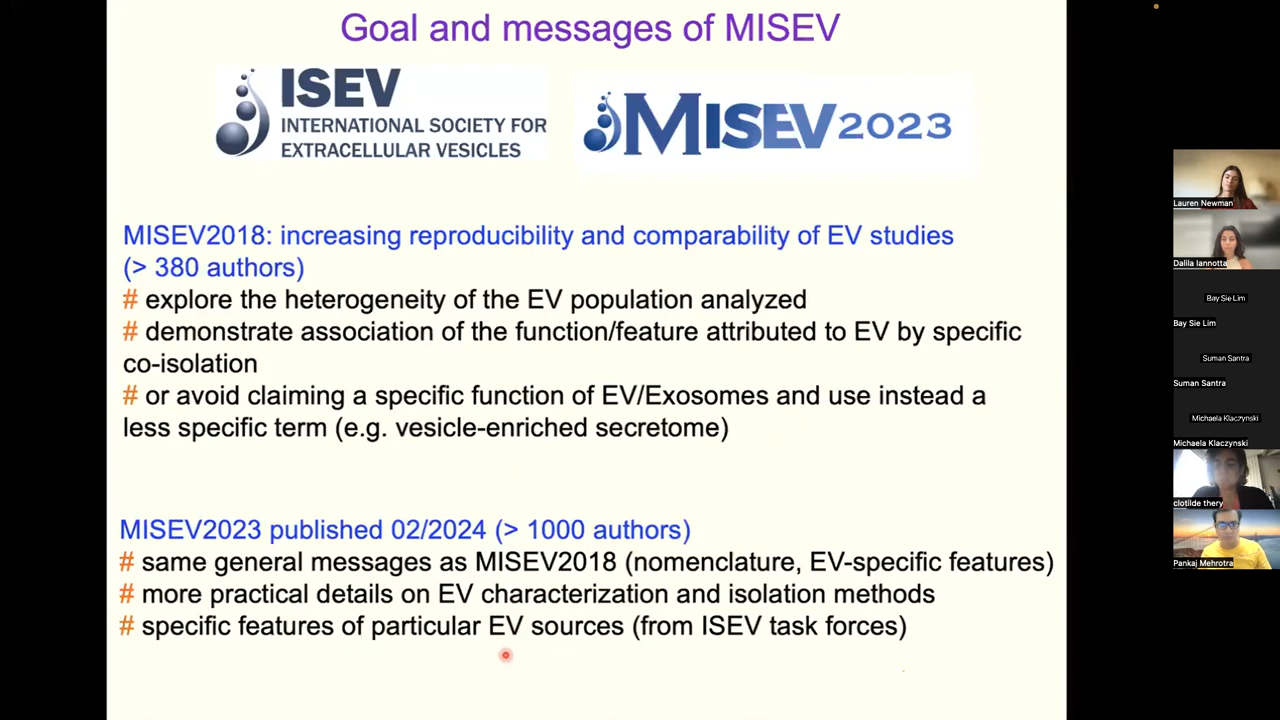 Goal and messages of MISEV
ISEV
INTERNATIONAL SOCIETY FOR
EXTRACELLULAR VESICLES
MISEV2023
MISEV2018: increasing reproducibility and comparability of EV studies
(> 380 authors)
# explore the heterogeneity of the EV population analyzed
# demonstrate association of the function/feature attributed to EV by specific
co-isolation
# or avoid claiming a specific function of EV/Exosomes and use instead a
less specific term (e.g. vesicle-enriched secretome)
MISEV2023 published 02/2024 (> 1000 authors)
# same general messages as MISEV2018 (nomenclature, EV-specific features)
# more practical details on EV characterization and isolation methods
# specific features of particular EV sources (from ISEV task forces)
Lauren Newman
Dalila Iannotta
Bay Sie Lim
Bay Sie Lim
Suman Santra
Suman Santra
Michaela Klaczynski
Michaela Klaczynski
clotilde thery
Pankaj Mehrotra